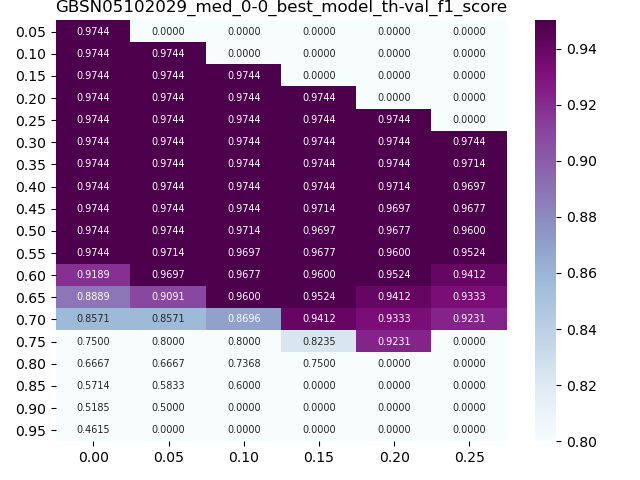 GBSN05102029_med_0-0_best_model_th-val_f1_score
0.05 0.9744 0.0000 0.0000 0.0000 0.0000 0.0000
0.10 0.9744 0.9744 0.0000 0.0000 0.0000 0.0000
0.15 0.9744 0.9744 0.9744 0.0000 0.0000 0.0000
0.20 0.9744 0.9744 0.9744 0.9744 0.0000 0.0000
0.25 0.9744 0.9744 0.9744 0.9744 0.9744 0.0000
0.30 0.9744 0.9744 0.9744 0.9744 0.9744 0.9744
0.35 0.9744 0.9744 0.9744 0.9744 0.9744 0.9714
0.40 0.9744 0.9744 0.9744 0.9744 0.9714 0.9697
0.45 0.9744 0.9744 0.9744 0.9714 0.9697 0.9677
0.50 0.9744 0.9744 0.9714 0.9697 0.9677 0.9600
0.55 0.9744 0.9714 0.9697 0.9677 0.9600 0.9524
0.60 0.9189 0.9697 0.9677 0.9600 0.9524 0.9412
0.65 0.8889 0.9091 0.9600 0.9524 0.9412 0.9333
0.70 0.8571 0.8571 0.8696 0.9412 0.9333 0.9231
0.75 0.7500 0.8000 0.8000 0.8235 0.9231 0.0000
0.80 0.6667 0.6667 0.7368 0.7500 0.0000 0.0000
0.85 0.5714 0.5833 0.6000 0.0000 0.0000 0.0000
0.90 0.5185 0.5000 0.0000 0.0000 0.0000 0.0000
0.95 0.4615 0.0000 0.0000 0.0000 0.0000 0.0000
0.00 0.05 0.10 0.15 0.20 0.25
0.94
0.92
0.90
0.88
0.86
0.84
0.82
0.80